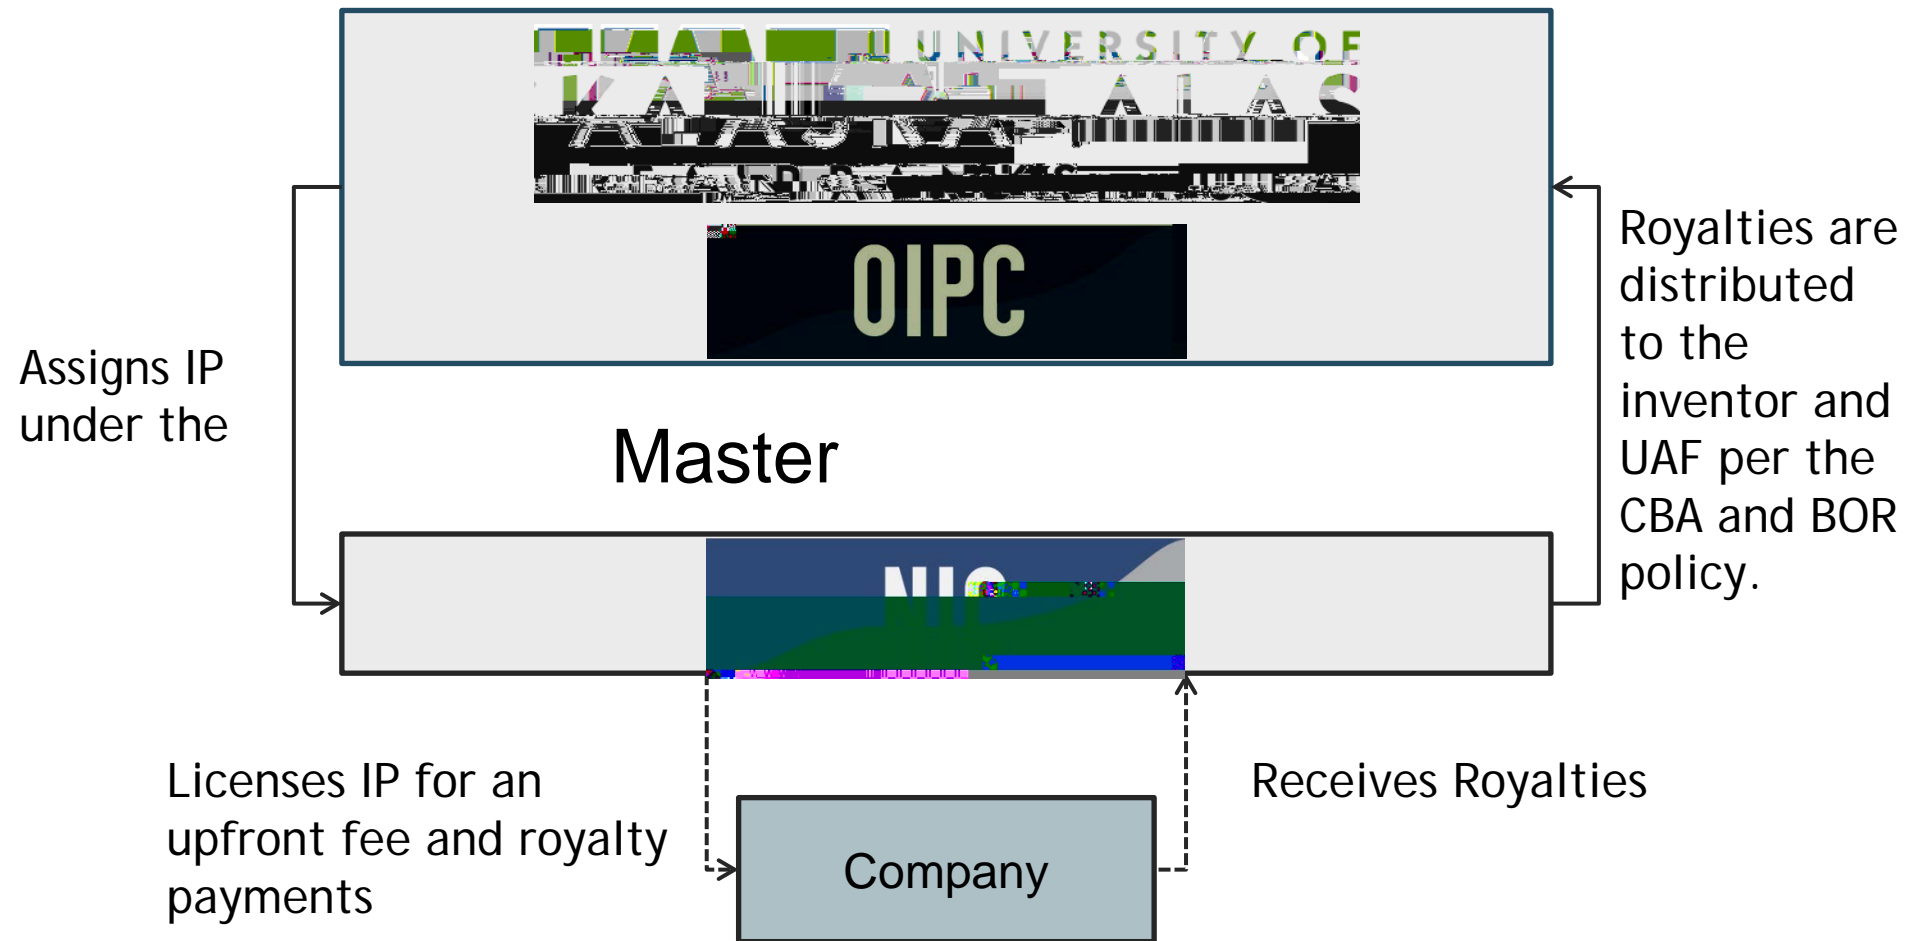 UNIVERSITY OF
OIPC
Assigns IP
under the
Master
Royalties are
distributed
to the
inventor and
UAF per the
CBA and BOR
policy.
Licenses IP for an
upfront fee and royalty
payments
Company
Receives Royalties